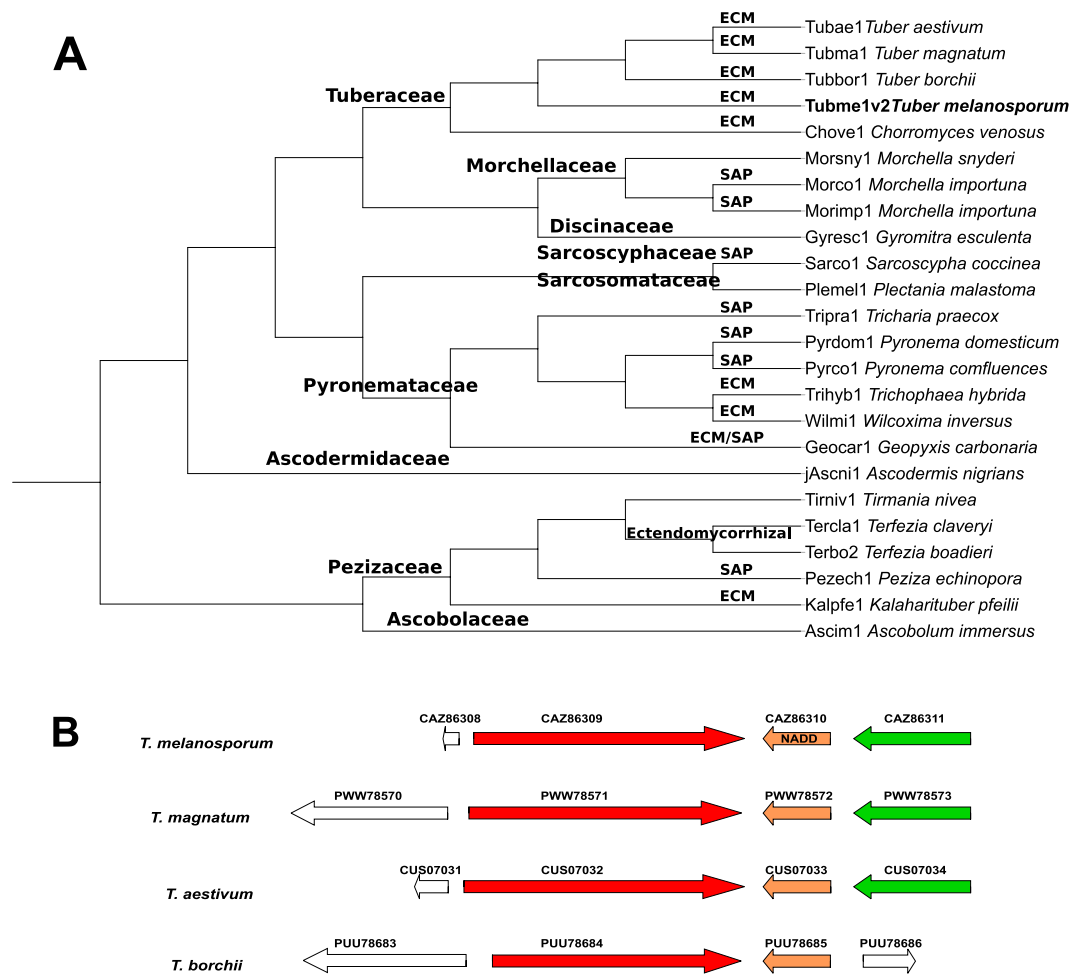 A
ECM
Tubae1Tuber aestivum
ECM
Tubma1 Tuber magnatum
ECM
Tubbor1 Tuber borchii
Tuberaceae
ECM
Tubme1v2Tuber melanosporum
ECM
Chove1 Chorromyces venosus
Morchellaceae
Morsny1 Morchella snyderi
SAP
Morco1 Morchella importuna
SAP
Morimp1 Morchella importuna
Discinaceae
Gyresc1 Gyromitra esculenta
Sarcoscyphaceae SAP
Sarco1 Sarcoscypha coccinea
Sarcosomataceae
Plemel1 Plectania malastoma
SAP
Tripra1 Tricharia praecox
SAP
Pyrdom1 Pyronema domesticum
SAP
Pyrco1 Pyronema comfluences
Pyronemataceae
ECM
Trihyb1 Trichophaea hybrida
ECM
Wilmi1 Wilcoxima inversus
ECM/SAP
Geocar1 Geopyxis carbonaria
Ascodermidaceae
jAscni1 Ascodermis nigrians
Tirniv1 Tirmania nivea
Ectendomycorrhizal
Tercla1 Terfezia claveryi
Terbo2 Terfezia boadieri
Pezizaceae
SAP
Pezech1 Peziza echinopora
ECM
Kalpfe1 Kalaharituber pfeilii
Ascobolaceae
Ascim1 Ascobolum immersus
B
CAZ86308 CAZ86309 CAZ86310 CAZ86311
T. melanosporum NADD
PWW78570 PWW78571 PWW78572 PWW78573
T. magnatum
CUS07031 CUS07032 CUS07033 CUS07034
T. aestivum
PUU78683 PUU78684 PUU78685 PUU78686
T. borchii